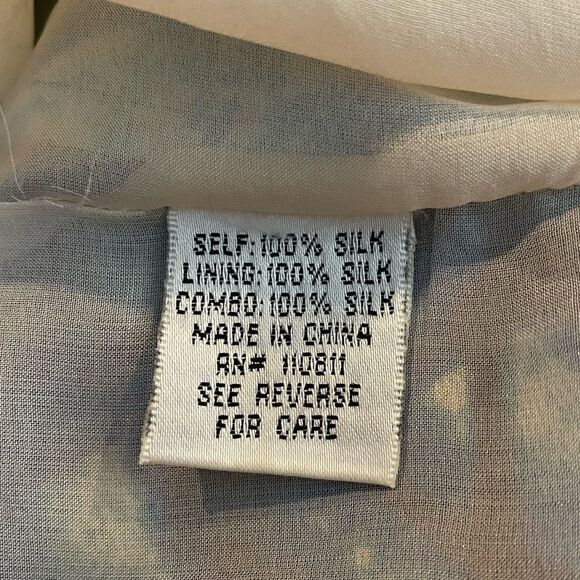 SELF: 100% SILK
LINING: 100% SILK
COMBO: 100% SILK
MADE IN CHINA
RN# 110811
SEE REVERSE
FOR CARE